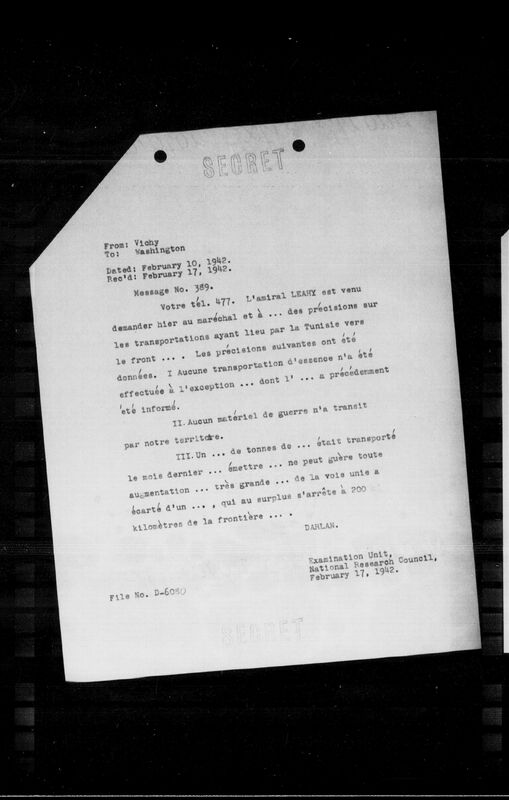 SECRET
From: Vichy
To: Washington
Dated: February 10, 1942.
Rec'd: February 17, 1942.
Message No. 389.
Votre tél. 477. L'amiral LEAHY est venu
demander hier au maréchal et à ... des précisions sur
les transportations ayant lieu par la Tunisie vers
le front ... . Les précisions suivantes ont été
données. I Aucune transportation d'essence n'a été
effectuée à l'exception ... dont l' ... a précédemment
été informé.
II. Aucun matériel de guerre n'a transit
par notre territoire.
III. Un ... de tonnes de ... était transporté
le mois dernier ... émettre ... ne peut guère toute
augmentation ... très grande ... de la voie unie a
écarté d'un ... , qui au surplus s'arrête à 200
kilomètres de la frontière ... .
DARLAN.
Examination Unit,
National Research Council,
February 17, 1942.
File No. D-6080
SECRET